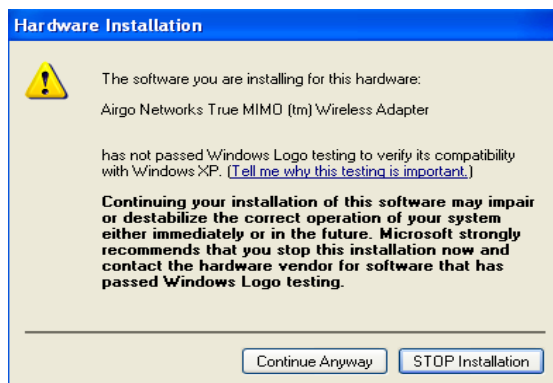 Hardware Installation
The software you are installing for this hardware:
Airgo Networks True MIMO (tm) Wireless Adapter
has not passed Windows Logo testing to verify its compatibility
with Windows XP. (Tell me why this testing is important.)
Continuing your installation of this software may impair
or destabilize the correct operation of your system
either immediately or in the future. Microsoft strongly
recommends that you stop this installation now and
contact the hardware vendor for software that has
passed Windows Logo testing.
Continue Anyway
STOP Installation